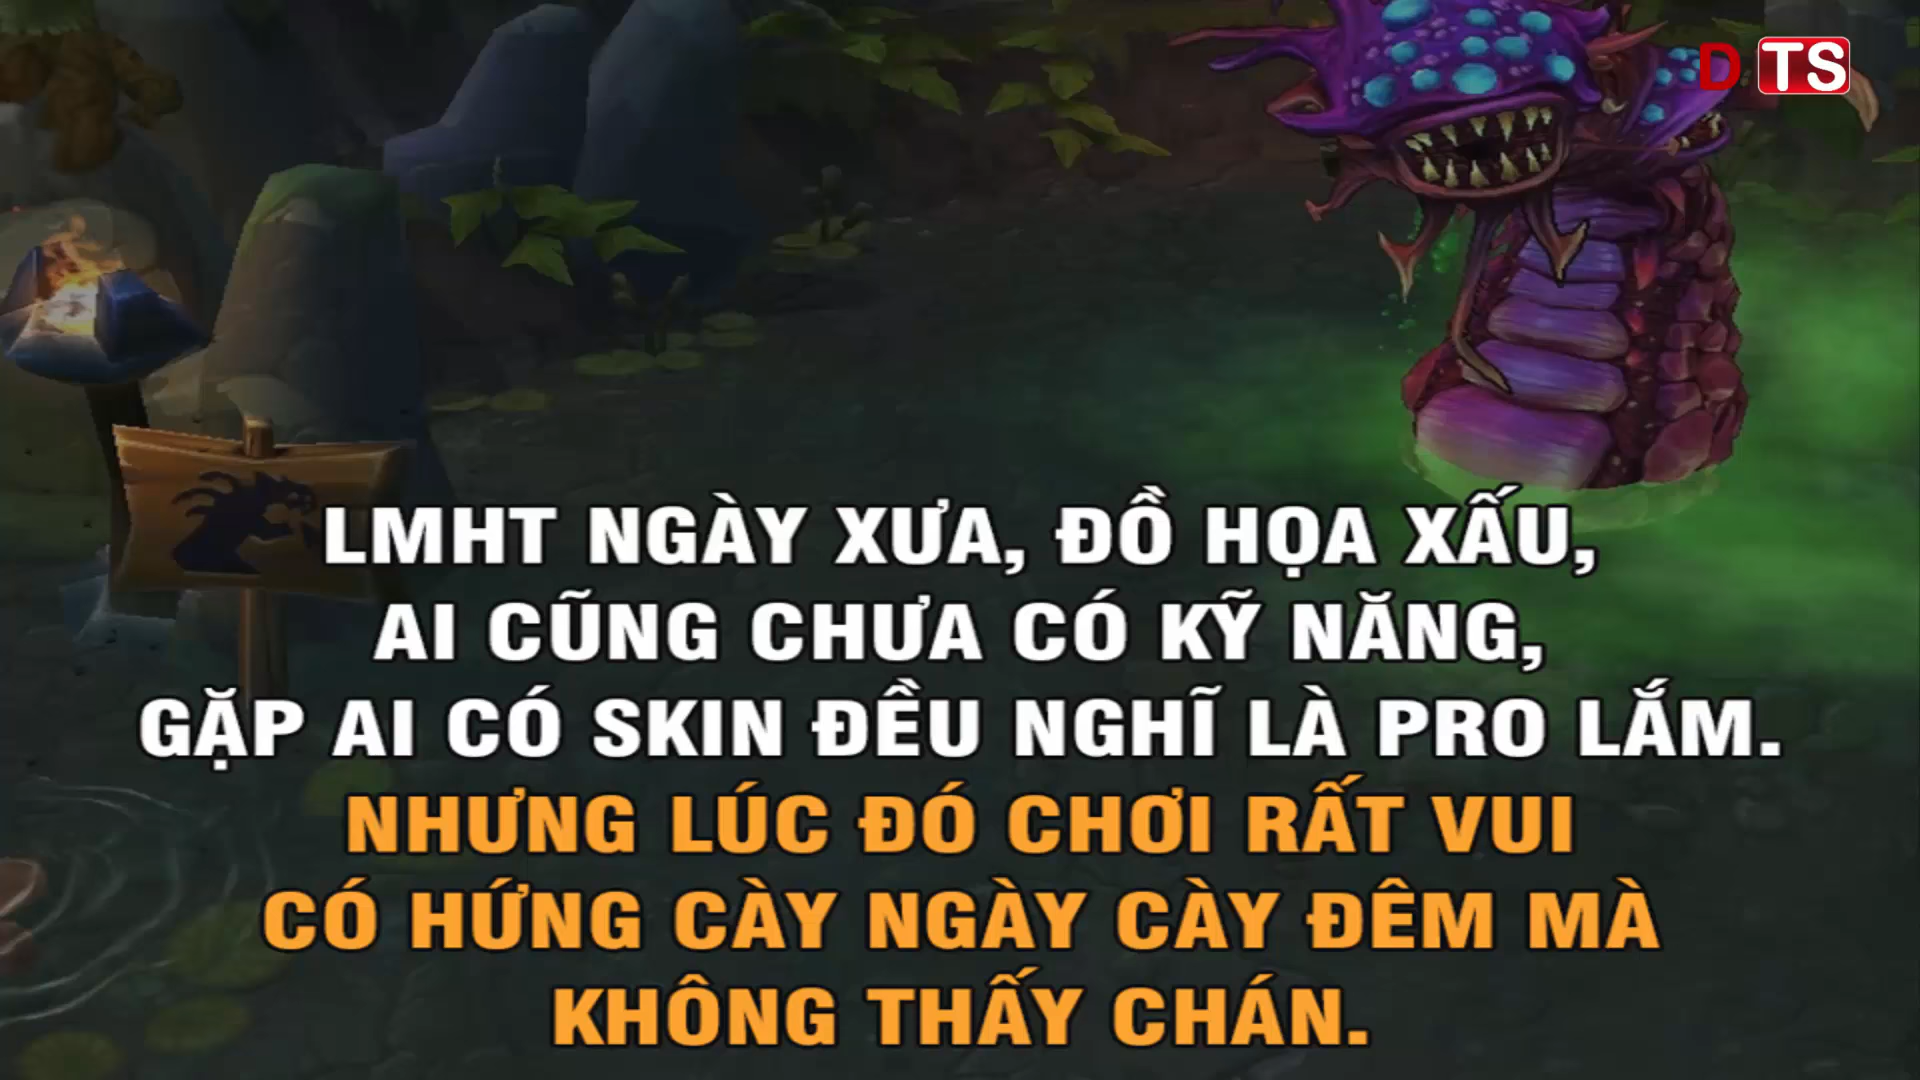 D TS
LMHT NGÀY XƯA, ĐỒ HỌA XẤU,
AI CŨNG CHƯA CÓ KỸ NĂNG,
GẶP AI CÓ SKIN ĐỀU NGHĨ LÀ PRO LẮM.
NHƯNG LÚC ĐÓ CHƠI RẤT VUI
CÓ HỨNG CÀY NGÀY CÀY ĐÊM MÀ
KHÔNG THẤY CHÁN.